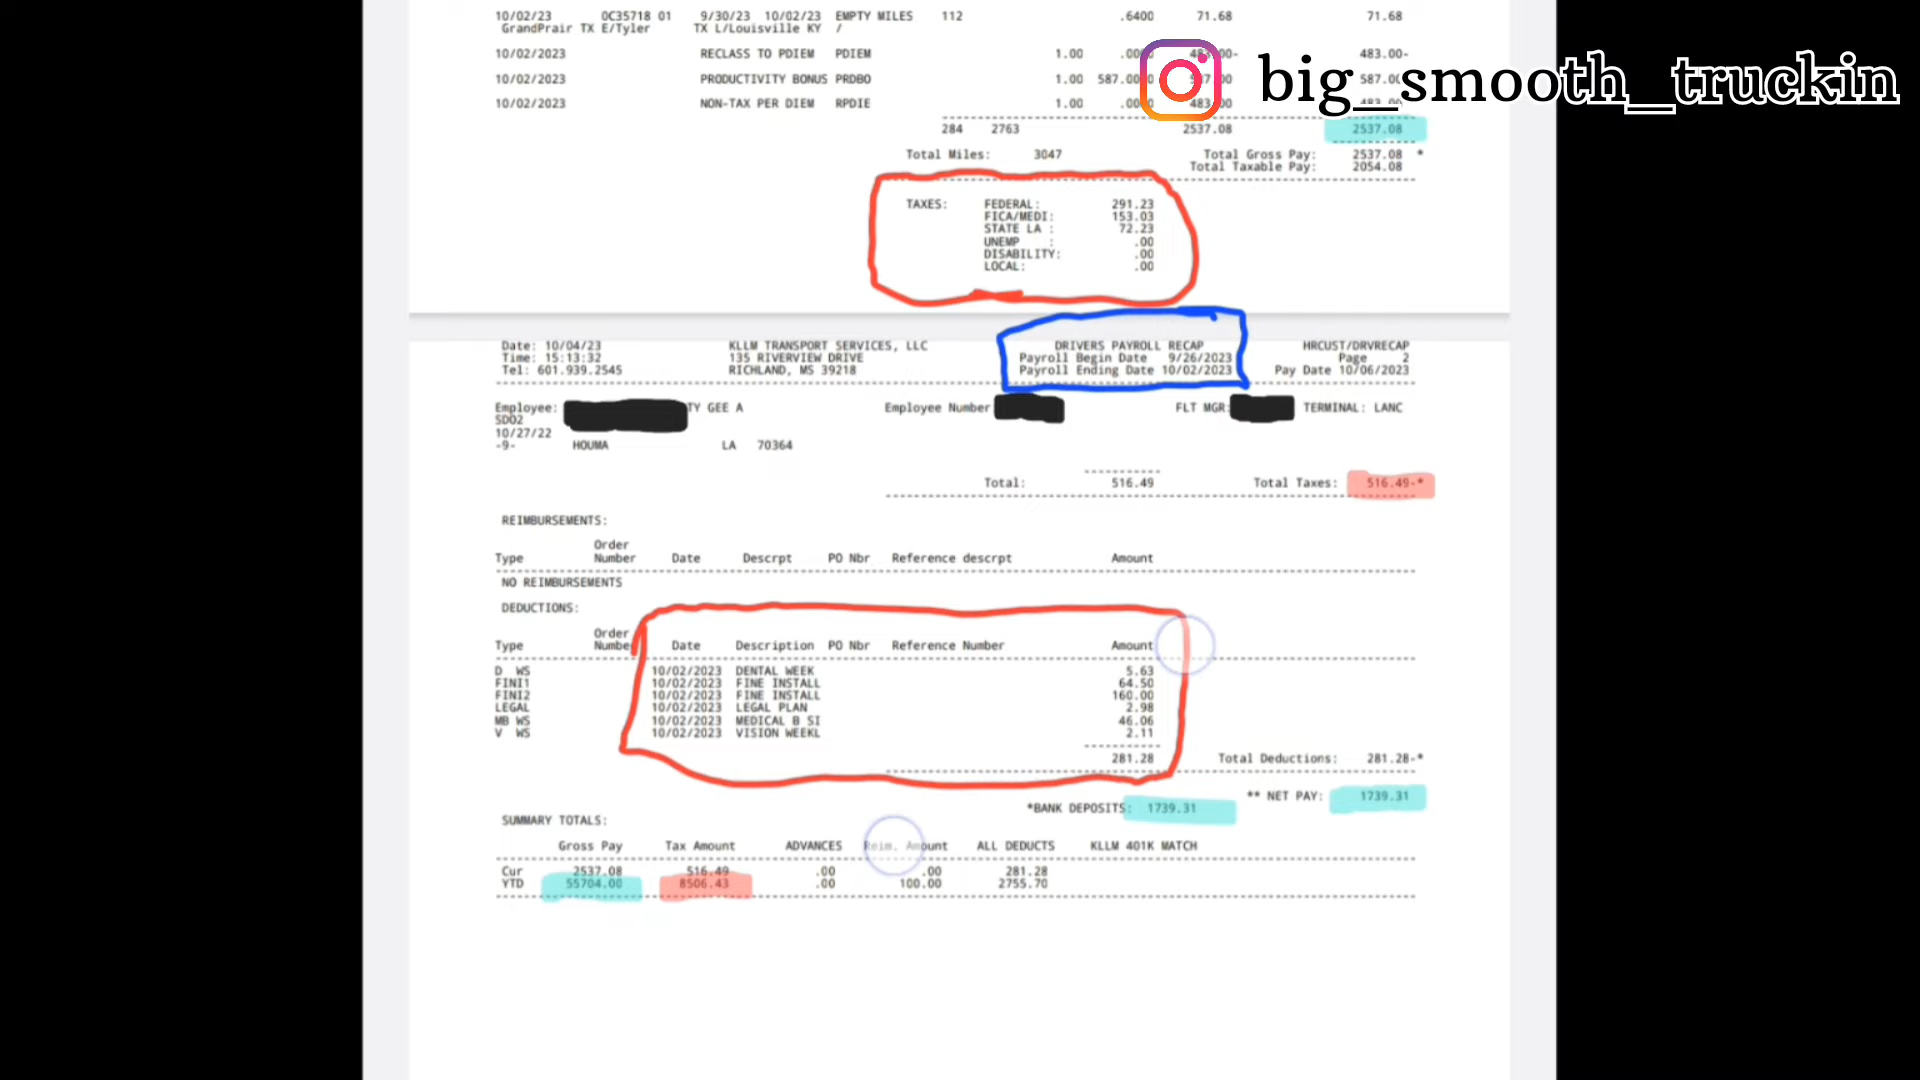 10/02/23 0C35718 01 9/30/23 10/02/23 EMPTY MILES 112 .6400 71.68 71.68
GrandPrair TX E/Tyler TX L/Louisville KY /
10/02/2023 RECLASS TO PDIEM PDIEM 1.00 483.00-
10/02/2023 PRODUCTIVITY BONUS PRDBO 1.00
10/02/2023 NON-TAX PER DIEM RPDIE 1.00
big_smooth_truckin
284 2763 2537.08 2537.08
Total Miles: 3047 Total Gross Pay: 2537.08 *
Total Taxable Pay: 2054.08
TAXES: FEDERAL: 291.23
FICA/MEDI: 153.03
STATE LA : 72.23
UNEMP : .00
DISABILITY: .00
LOCAL: .00
Date: 10/04/23 KLLM TRANSPORT SERVICES, LLC DRIVERS PAYROLL RECAP HRCUST/DRVRECAP
Time: 15:13:32 135 RIVERVIEW DRIVE Payroll Begin Date 9/26/2023 Page 2
Tel: 601.939.2545 RICHLAND, MS 39218 Payroll Ending Date 10/02/2023 Pay Date 10/06/2023
Employee: TY GEE A Employee Number FLT MGR: TERMINAL: LANC
SDO2
10/27/22
-9- HOUMA LA 70364
Total: 516.49 Total Taxes: 516.49-*
REIMBURSEMENTS:
Order
Type Number Date Descrpt PO Nbr Reference descrpt Amount
NO REIMBURSEMENTS
DEDUCTIONS:
Order
Type Number Date Description PO Nbr Reference Number Amount
D WS 10/02/2023 DENTAL WEEK 5.63
FINI1 10/02/2023 FINE INSTALL 64.50
FINI2 10/02/2023 FINE INSTALL 160.00
LEGAL 10/02/2023 LEGAL PLAN 2.98
MB WS 10/02/2023 MEDICAL B SI 46.06
V WS 10/02/2023 VISION WEEKL 2.11
281.28 Total Deductions: 281.28-*
** NET PAY: 1739.31
*BANK DEPOSITS: 1739.31
SUMMARY TOTALS:
Gross Pay Tax Amount ADVANCES Reim. Amount ALL DEDUCTS KLLM 401K MATCH
Cur 2537.08 516.49 .00 .00 281.28
YTD 55704.00 8506.43 .00 100.00 2755.70